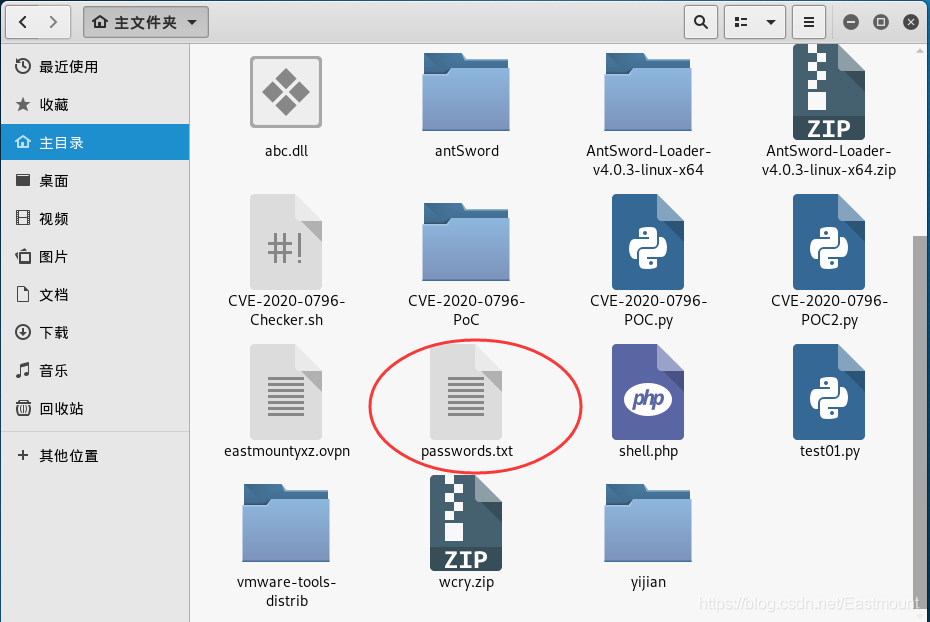 主文件夹
最近使用
收藏
主目录
桌面
视频
图片
文档
下载
音乐
回收站
其他位置
abc.dll
antSword
AntSword-Loader-
v4.0.3-linux-x64
ZIP
AntSword-Loader-
v4.0.3-linux-x64.zip
#!
CVE-2020-0796-
Checker.sh
CVE-2020-0796-
PoC
CVE-2020-0796-
POC.py
CVE-2020-0796-
POC2.py
eastmountyxz.ovpn
passwords.txt
php
shell.php
test01.py
vmware-tools-
distrib
ZIP
wcry.zip
yijian
https://blog.csdn.net/Eastmount